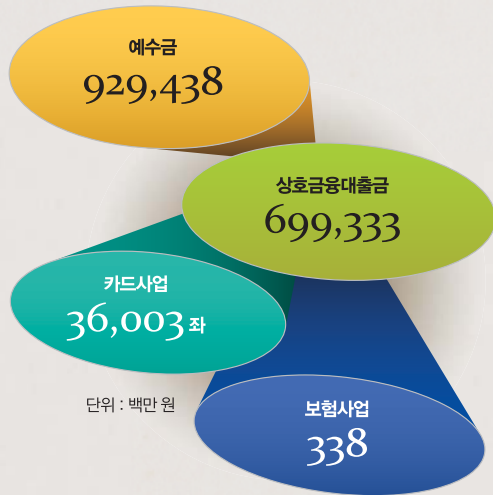 예수금
929,438
상호금융대출금
699,333
카드사업
36,003 좌
단위 : 백만 원
보험사업
338